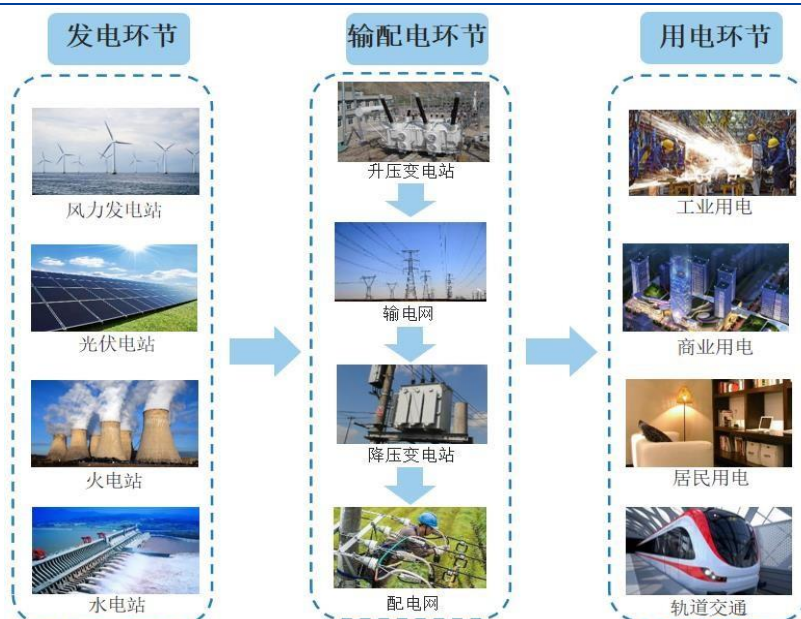 发电环节
输配电环节
用电环节
风力发电站
光伏电站
火电站
水电站
升压变电站
输电网
降压变电站
配电网
工业用电
商业用电
居民用电
轨道交通